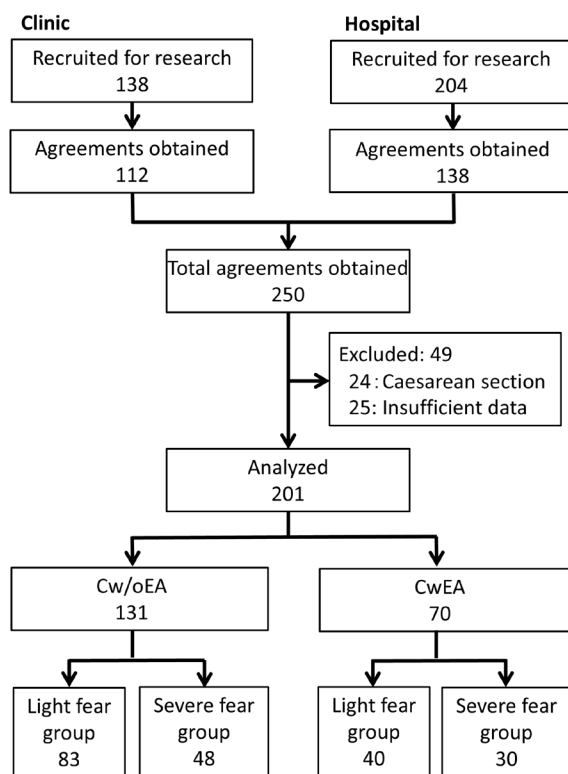 Clinic
Hospital
Recruited for research
138
Recruited for research
204
Agreements obtained
112
Agreements obtained
138
Total agreements obtained
250
Excluded: 49
24: Caesarean section
25: Insufficient data
Analyzed
201
Cw/oEA
131
CwEA
70
Light fear
group
83
Severe fear
group
48
Light fear
group
40
Severe fear
group
30